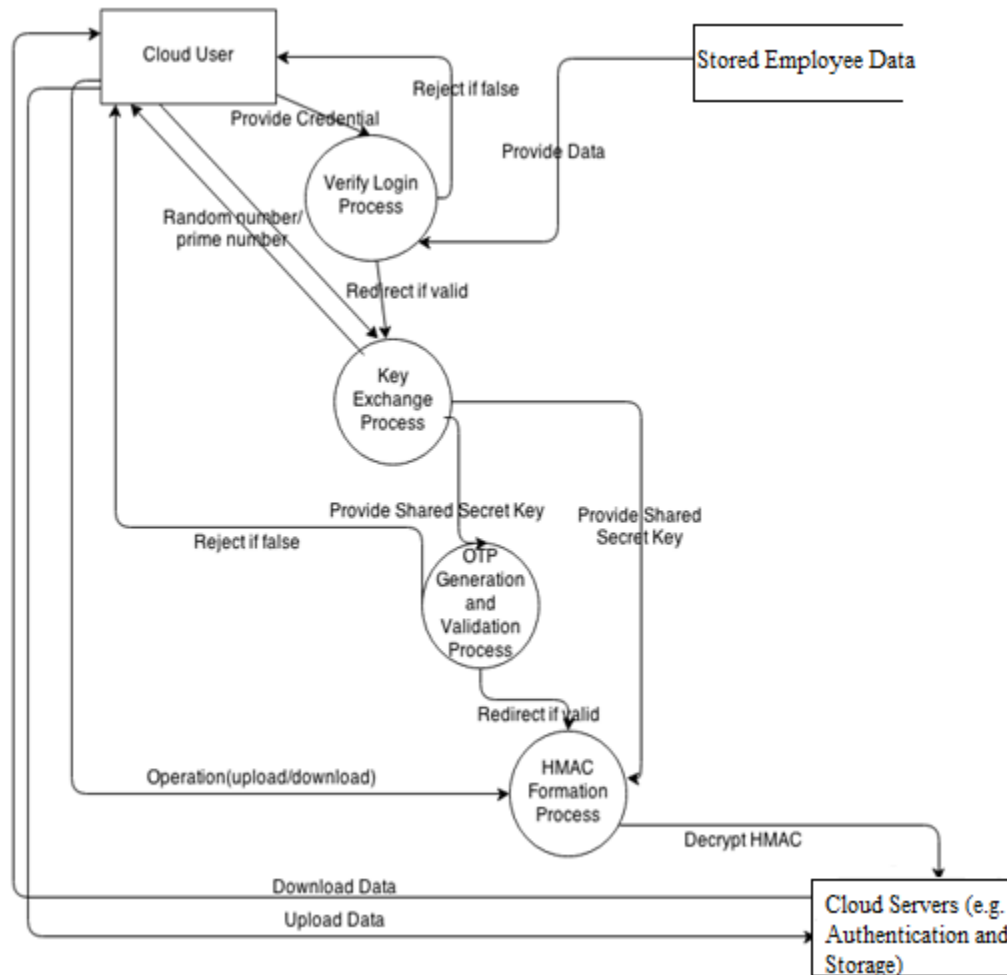 Cloud User
Stored Employee Data
Reject if false
Provide Credential
Provide Data
Verify Login
Process
Random number/
prime number
Redirect if valid
Key
Exchange
Process
Provide Shared Secret Key
Provide Shared
Secret Key
Reject if false
OTP
Generation
and
Validation
Process
Redirect if valid
HMAC
Formation
Process
Operation(upload/download)
Decrypt HMAC
Download Data
Upload Data
Cloud Servers (e.g.
Authentication and
Storage)